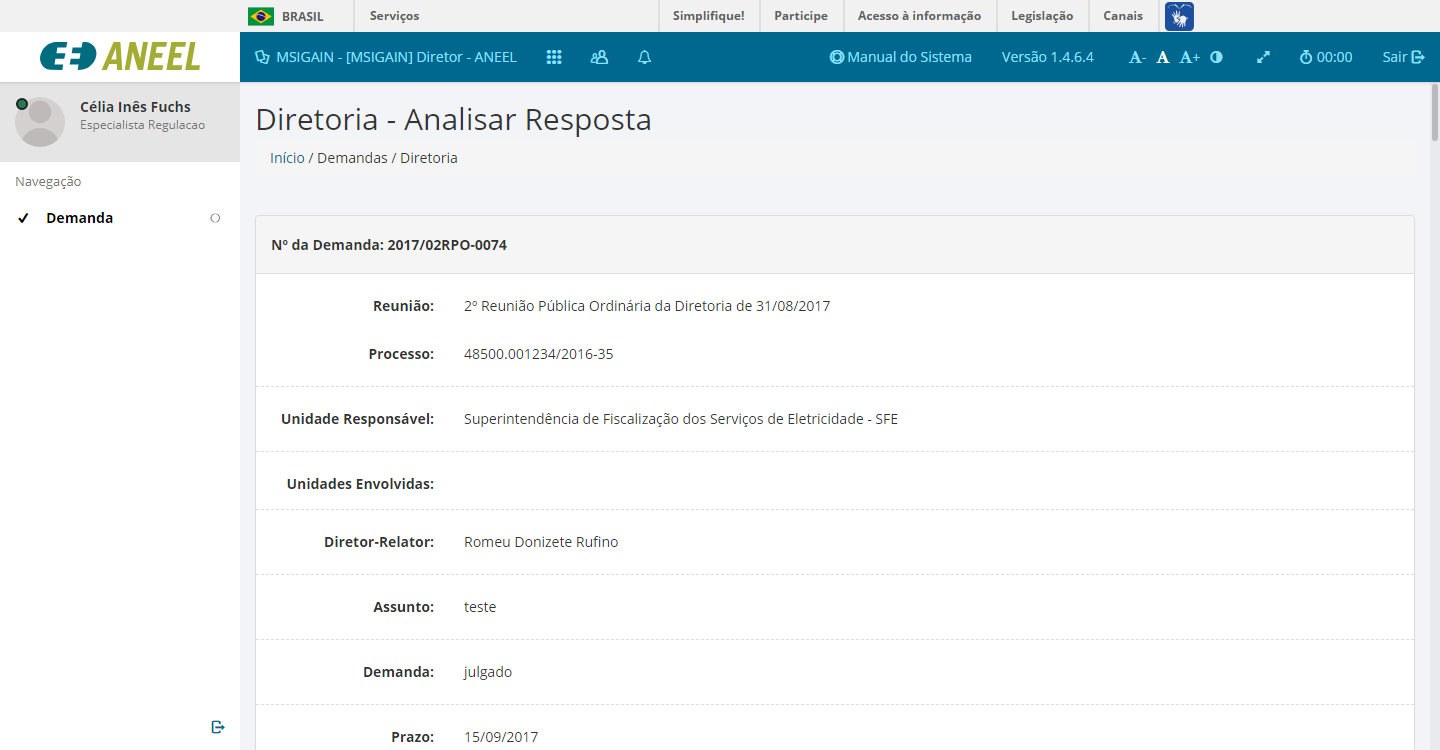 BRASIL Serviços Simplifique! Participe Acesso à informação Legislação Canais
ANEEL MSIGAIN - [MSIGAIN] Diretor - ANEEL Manual do Sistema Versão 1.4.6.4 A- A A+ 00:00 Sair
Célia Inês Fuchs
Especialista Regulacao
Navegação
Demanda
Diretoria - Analisar Resposta
Início / Demandas / Diretoria
Nº da Demanda: 2017/02RPO-0074
Reunião: 2º Reunião Pública Ordinária da Diretoria de 31/08/2017
Processo: 48500.001234/2016-35
Unidade Responsável: Superintendência de Fiscalização dos Serviços de Eletricidade - SFE
Unidades Envolvidas:
Diretor-Relator: Romeu Donizete Rufino
Assunto: teste
Demanda: julgado
Prazo: 15/09/2017